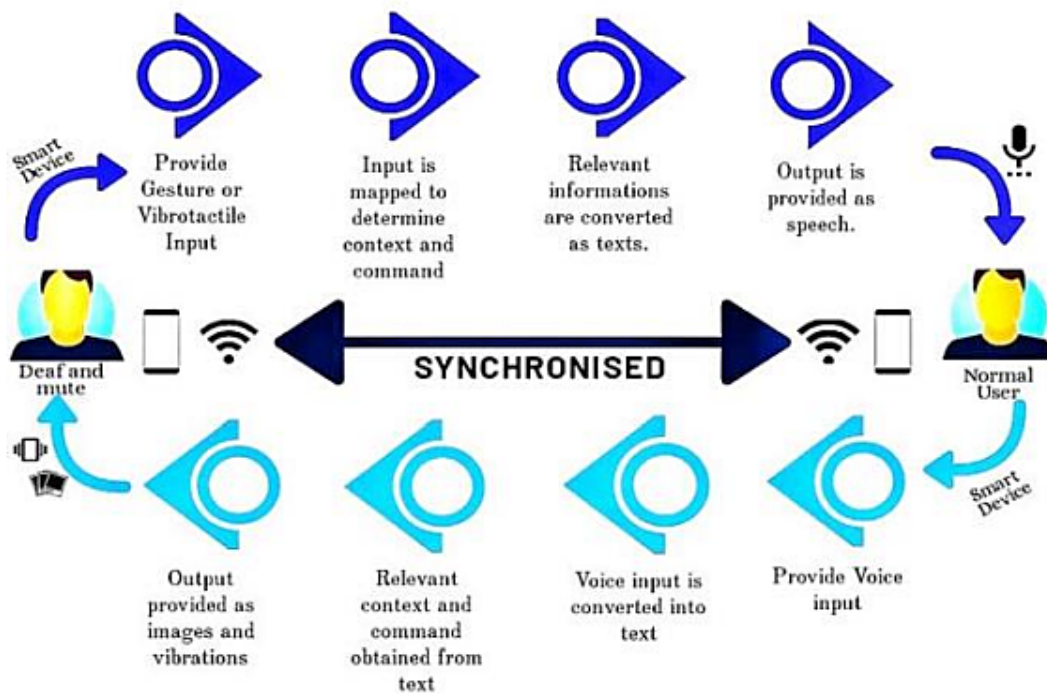 Smart
Device
Provide
Gesture or
Vibrotactile
Input
Input is
mapped to
determine
context and
command
Relevant
informations
are converted
as texts.
Output is
provided as
speech.
Deaf and
mute
SYNCHRONISED
Normal
User
Smart
Device
Output
provided as
images and
vibrations
Relevant
context and
command
obtained from
text
Voice input is
converted into
text
Provide Voice
input